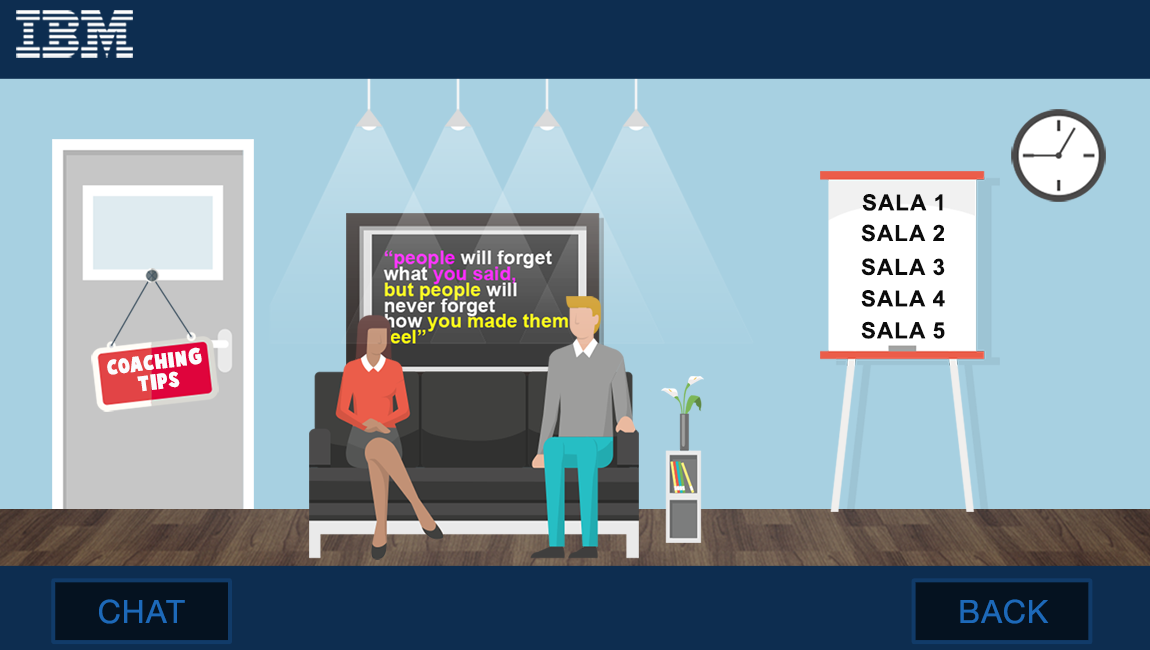 IBM
“people will forget
what you said,
but people will
never forget
how you made them
feel”
COACHING
TIPS
SALA 1
SALA 2
SALA 3
SALA 4
SALA 5
CHAT
BACK